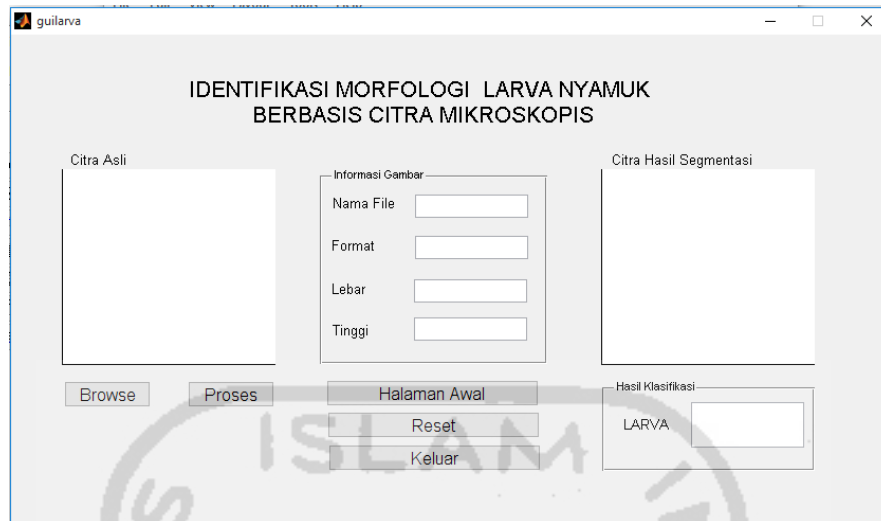 guilarva
IDENTIFIKASI MORFOLOGI LARVA NYAMUK
BERBASIS CITRA MIKROSKOPIS
Citra Asli
Informasi Gambar
Nama File
Format
Lebar
Tinggi
Citra Hasil Segmentasi
Browse
Proses
Halaman Awal
Reset
Keluar
Hasil Klasifikasi
LARVA
ISLAM